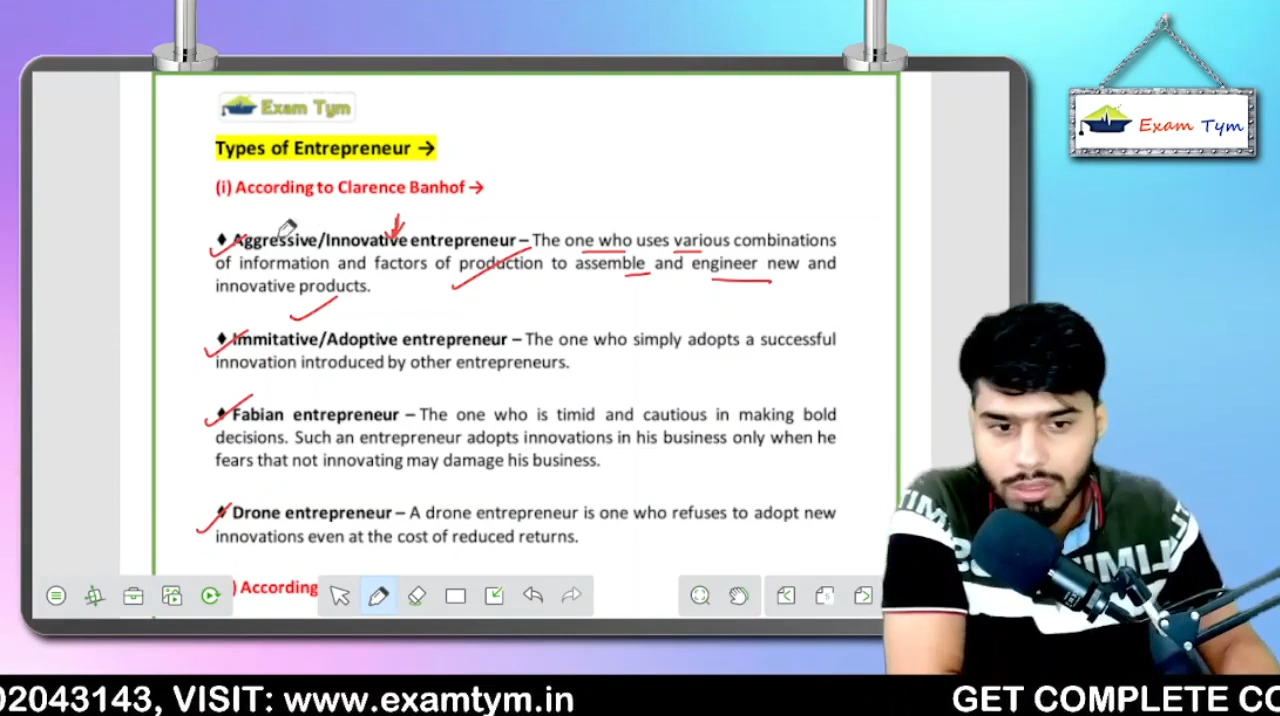 Exam Tym
Exam Tym
Types of Entrepreneur →
(i) According to Clarence Banhof →
♦ Aggressive/Innovative entrepreneur – The one who uses various combinations
of information and factors of production to assemble and engineer new and
innovative products.
♦ Immitative/Adoptive entrepreneur – The one who simply adopts a successful
innovation introduced by other entrepreneurs.
♦ Fabian entrepreneur – The one who is timid and cautious in making bold
decisions. Such an entrepreneur adopts innovations in his business only when he
fears that not innovating may damage his business.
♦ Drone entrepreneur – A drone entrepreneur is one who refuses to adopt new
innovations even at the cost of reduced returns.
) According
02043143, VISIT: www.examtym.in GET COMPLETE CO